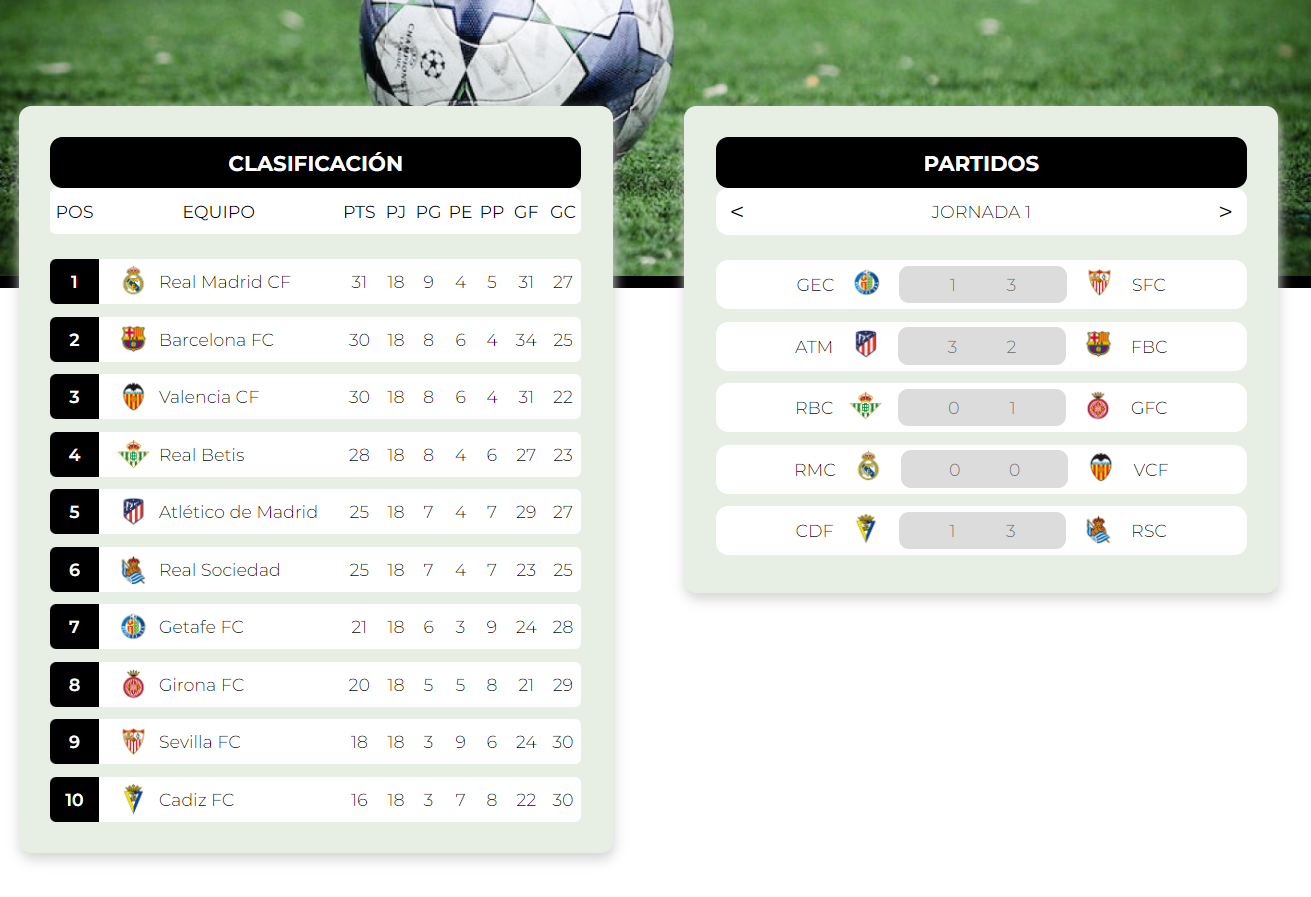 CHAMPIONS
LEAGUE
CLASIFICACIÓN
POS EQUIPO PTS PJ PG PE PP GF GC
1 Real Madrid CF 31 18 9 4 5 31 27
2 Barcelona FC 30 18 8 6 4 34 25
3 Valencia CF 30 18 8 6 4 31 22
4 Real Betis 28 18 8 4 6 27 23
5 Atlético de Madrid 25 18 7 4 7 29 27
6 Real Sociedad 25 18 7 4 7 23 25
7 Getafe FC 21 18 6 3 9 24 28
8 Girona FC 20 18 5 5 8 21 29
9 Sevilla FC 18 18 3 9 6 24 30
10 Cadiz FC 16 18 3 7 8 22 30
PARTIDOS
< JORNADA 1 >
GEC 1 3 SFC
ATM 3 2 FBC
RBC 0 1 GFC
RMC 0 0 VCF
CDF 1 3 RSC